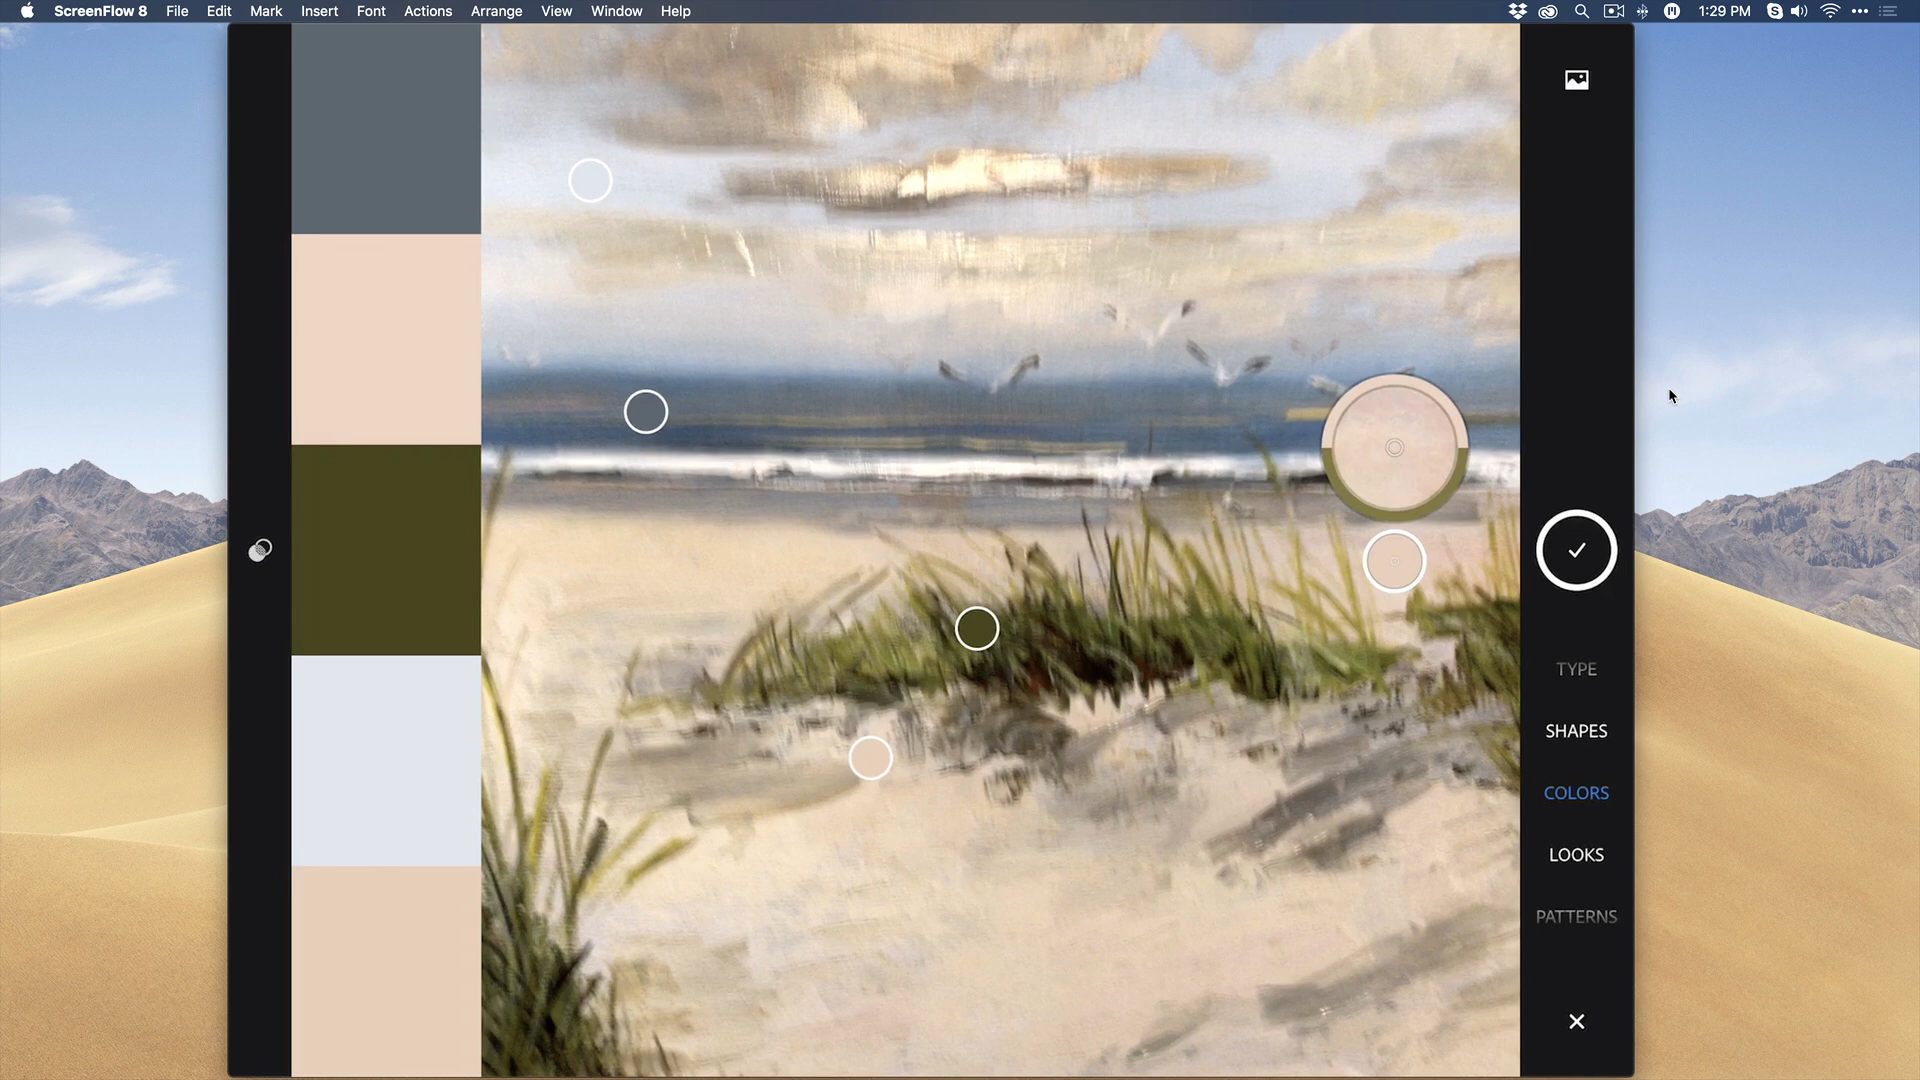 ScreenFlow 8 File Edit Mark Insert Font Actions Arrange View Window Help 1:29 PM
TYPE
SHAPES
COLORS
LOOKS
PATTERNS